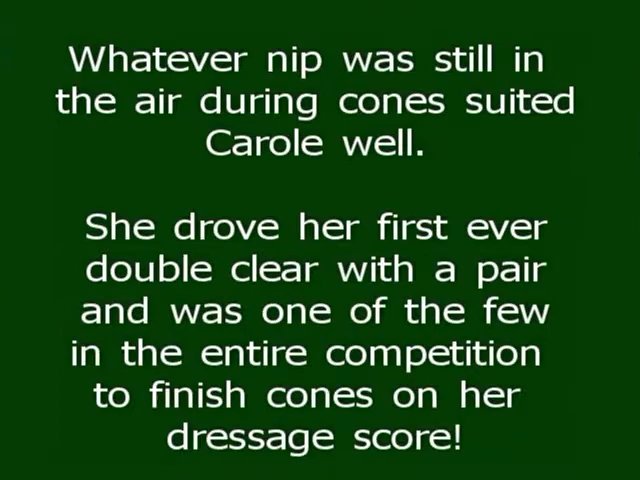 Whatever nip was still in
the air during cones suited
Carole well.
She drove her first ever
double clear with a pair
and was one of the few
in the entire competition
to finish cones on her
dressage score!